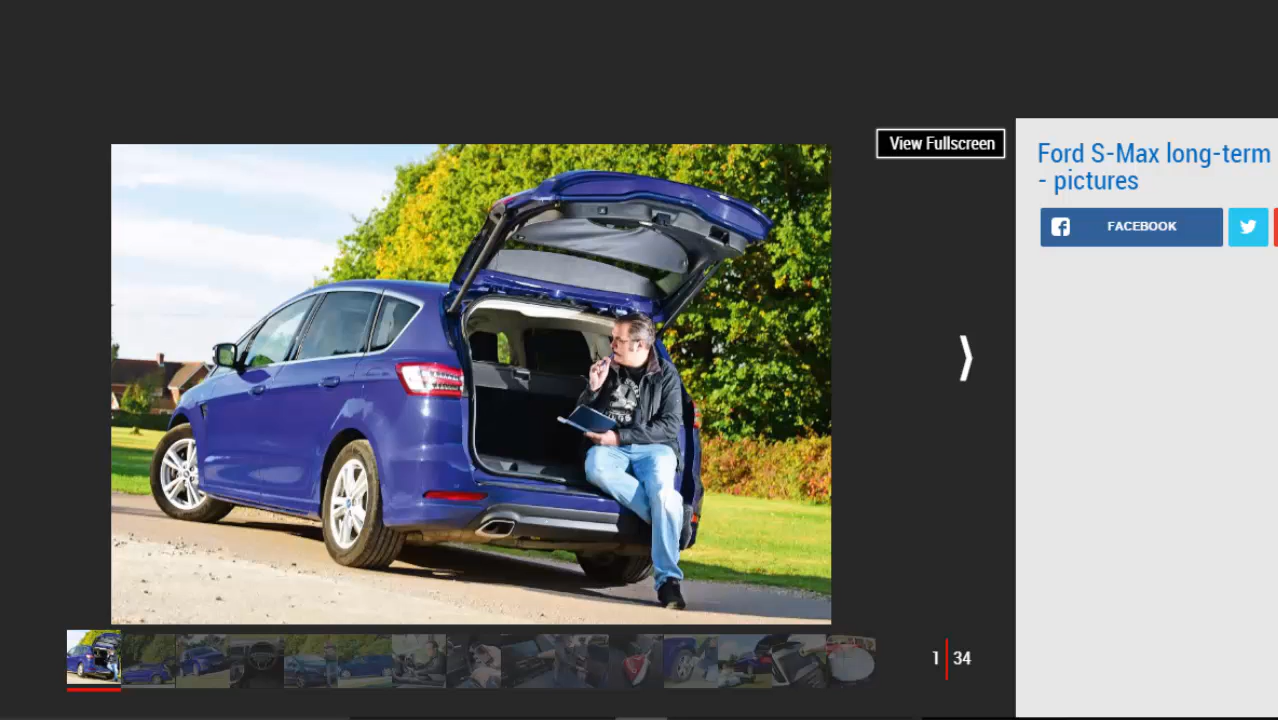 View Fullscreen
Ford S-Max long-term
- pictures
FACEBOOK
1 34